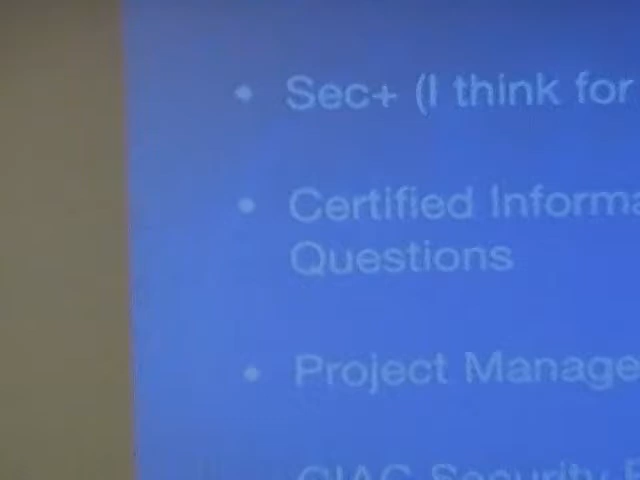 • Sec+ (I think for
• Certified Informa
Questions
• Project Manage
GIAC Security